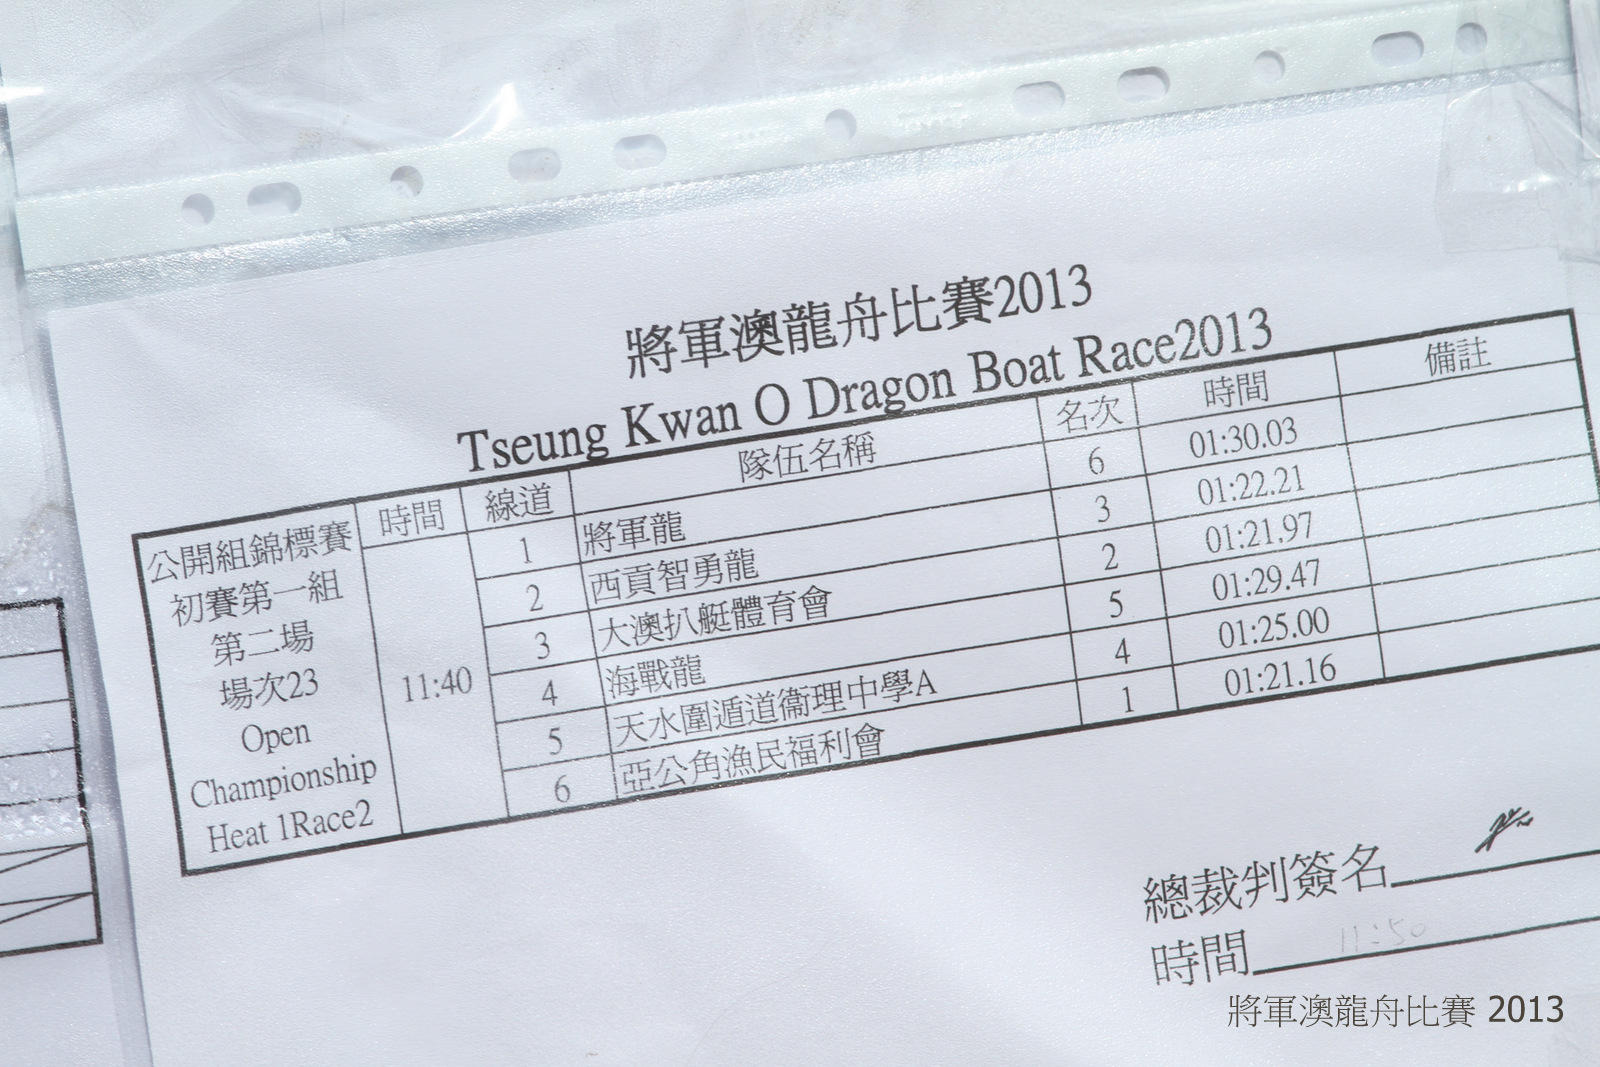 將軍澳龍舟比賽2013
Tseung Kwan O Dragon Boat Race2013
公開組錦標賽
初賽第一組
第二場
場次23
Open
Championship
Heat 1Race2
時間 線道 隊伍名稱 名次 時間 備註
11:40
1 將軍龍 6 01:30.03
2 西貢智勇龍 3 01:22.21
3 大澳扒艇體育會 2 01:21.97
4 海戰龍 5 01:29.47
5 天水圍循道衞理中學A 4 01:25.00
6 亞公角漁民福利會 1 01:21.16
總裁判簽名
時間 11:50
將軍澳龍舟比賽 2013